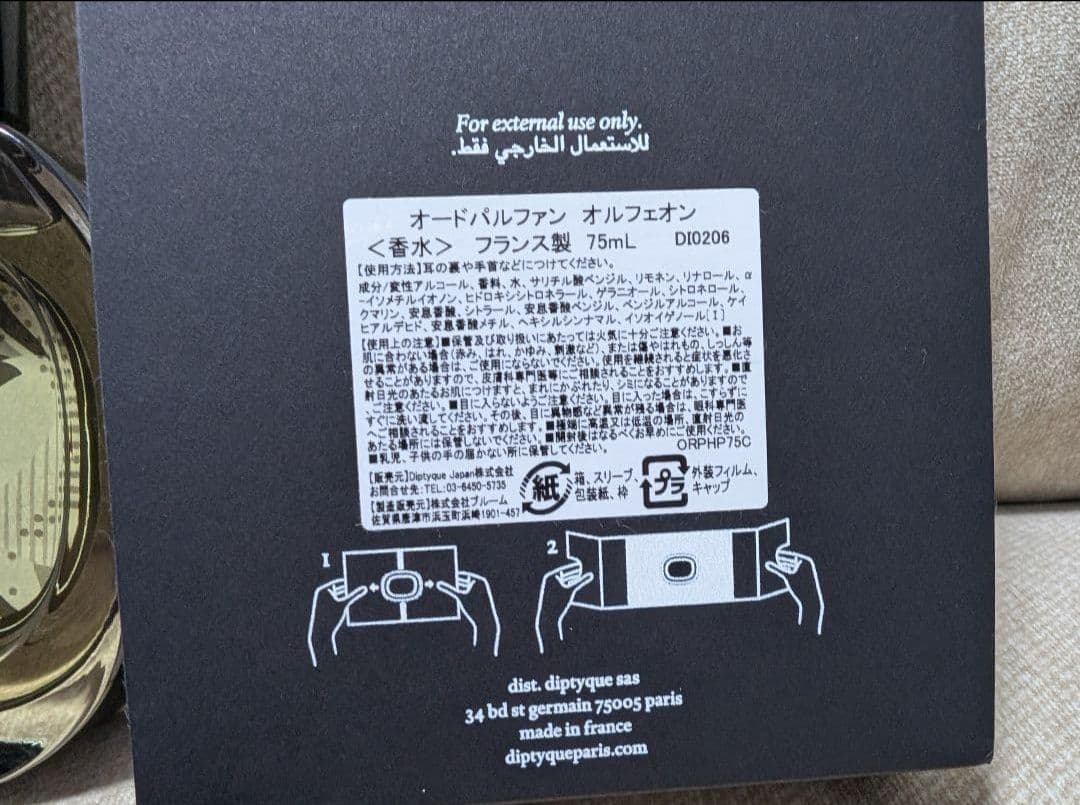 For external use only.
للاستعمال الخارجي فقط.
オードパルファン オルフェオン
＜香水＞ フランス製 75mL DI0206
【使用方法】耳の裏や手首などにつけてください。
成分/変性アルコール、香料、水、サリチル酸ベンジル、リモネン、リナロール、α
-イソメチルイオノン、ヒドロキシシトロネラール、ゲラニオール、シトロネロール、
クマリン、安息香酸、シトラール、安息香酸ベンジル、ベンジルアルコール、ケイ
ヒアルデヒド、安息香酸メチル、ヘキシルシンナマル、イソオイゲノール[I]
【使用上の注意】■保管及び取り扱いにあたっては火気に十分ご注意ください。■お
肌に合わない場合(赤み、はれ、かゆみ、刺激など)、または傷やはれもの、しっしん等
の異常がある場合は、ご使用にならないでください。使用を継続されると症状を悪化さ
せることがありますので、皮膚科専門医等にご相談されることをおすすめします。■直
射日光のあたるお肌につけますと、まれにかぶれたり、シミになることがありますので
、ご注意ください。■目に入らないようご注意ください。目に入った場合は、こすらずに
すぐに洗い流してください。その後、目に異物感など異常が残る場合は、眼科専門医
へご相談されることをおすすめします。■極端に高温又は低温の場所、直射日光の
あたる場所には保管しないでください。■開封後はなるべくお早めにご使用ください。
■乳児、子供の手の届かない所に保管してください。 ORPHP75C
【販売元】Diptyque Japan株式会社
お問合せ先:TEL:03-6450-5735
【製造販売元】株式会社ブルーム
佐賀県唐津市浜玉町浜崎1901-457
紙 箱、スリーブ、
包装紙、枠
プラ 外装フィルム、
キャップ
1
2
dist. diptyque sas
34 bd st germain 75005 paris
made in france
diptyqueparis.com